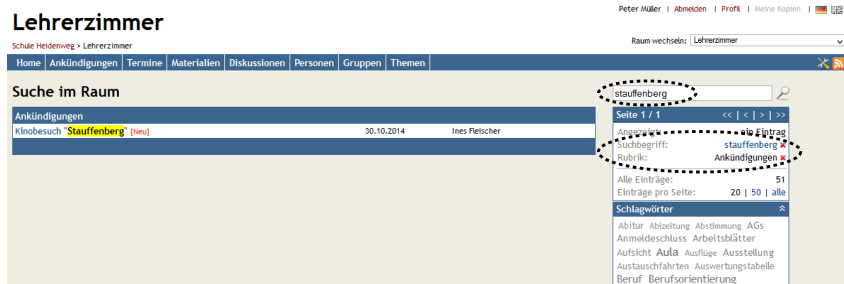 Peter Müller | Abmelden | Profil | Meine Kopien |
Lehrerzimmer
Schule Heidenweg > Lehrerzimmer
Raum wechseln: Lehrerzimmer
Home Ankündigungen Termine Materialien Diskussionen Personen Gruppen Themen
Suche im Raum
stauffenberg
Ankündigungen
Kinobesuch "Stauffenberg" [Neu] 30.10.2014 Ines Fleischer
Seite 1 / 1 << | < | > | >>
Angezeigt: ein Eintrag
Suchbegriff: stauffenberg
Rubrik: Ankündigungen
Alle Einträge: 51
Einträge pro Seite: 20 | 50 | alle
Schlagwörter
Abitur Abizeitung Abstimmung AGs
Anmeldeschluss Arbeitsblätter
Aufsicht Aula Ausflüge Ausstellung
Austauschfahrten Auswertungstabelle
Beruf Berufsorientierung